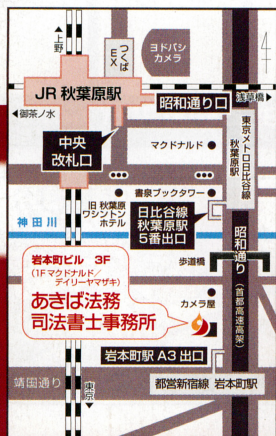 ▲上野
つくばEX
ヨドバシ
カメラ
JR 秋葉原駅
昭和通り口
浅草橋▶
◀御茶ノ水
中央
改札口
マクドナルド
東京メトロ日比谷線
秋葉原駅
書泉ブックタワー
旧 秋葉原
ワシントン
ホテル
日比谷線
秋葉原駅
5番出口
神田川
昭和通り
(首都高速高架)
歩道橋
岩本町ビル 3F
(1Fマクドナルド/
デイリーヤマザキ)
あきば法務
司法書士事務所
カメラ屋
岩本町駅 A3 出口
靖国通り
東京▼
都営新宿線 岩本町駅